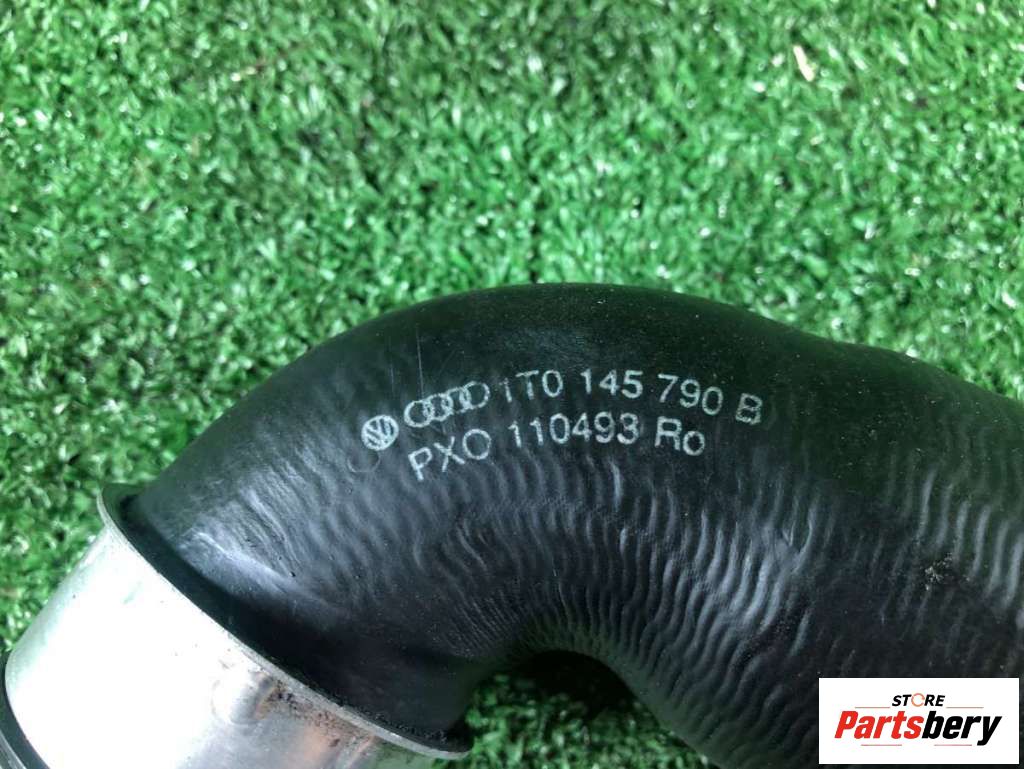 1T0 145 790 B
PXO 110493 Ro
STORE
Partsbery